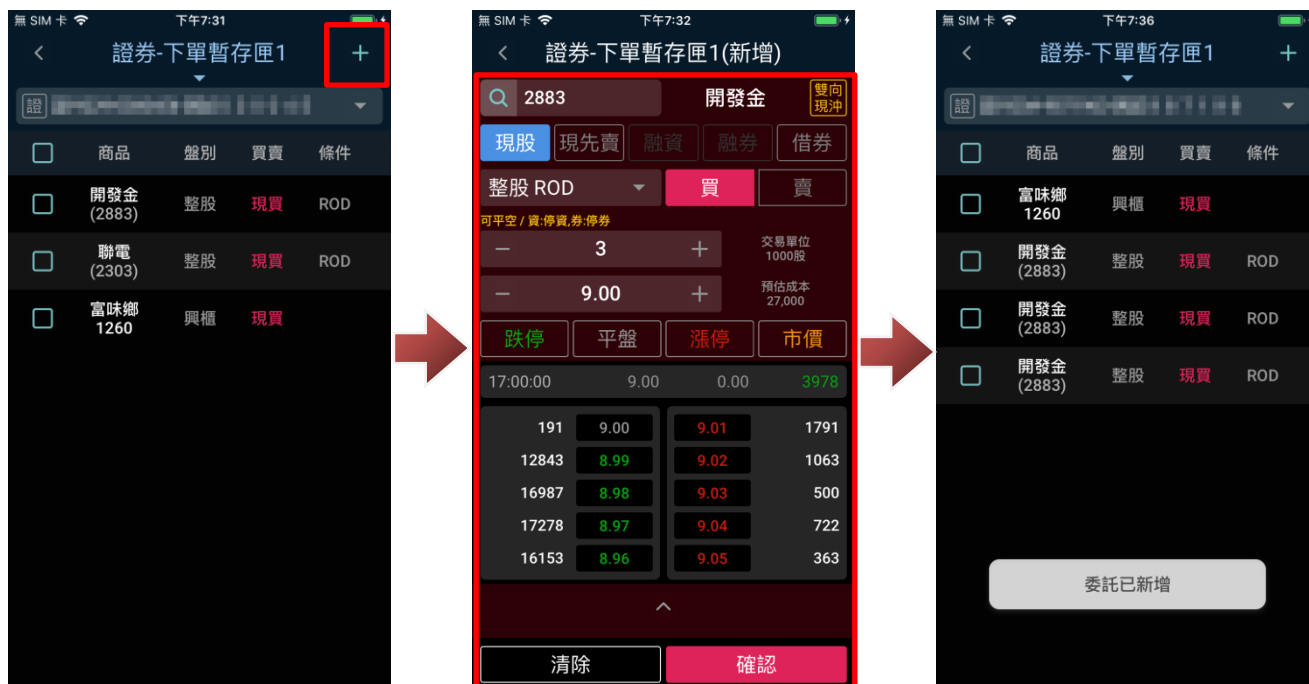 無 SIM 卡 下午7:31
證券-下單暫存匣1 +
證
商品 盤別 買賣 條件
開發金
(2883) 整股 現買 ROD
聯電
(2303) 整股 現買 ROD
富味鄉
1260 興櫃 現買
無 SIM 卡 下午7:32
證券-下單暫存匣1(新增)
2883 開發金 雙向
現沖
現股 現先賣 融資 融券 借券
整股 ROD 買 賣
可平空 / 資:停資,券:停券
− 3 + 交易單位
1000股
− 9.00 + 預估成本
27,000
跌停 平盤 漲停 市價
17:00:00 9.00 0.00 3978
191 9.00 9.01 1791
12843 8.99 9.02 1063
16987 8.98 9.03 500
17278 8.97 9.04 722
16153 8.96 9.05 363
清除 確認
無 SIM 卡 下午7:36
證券-下單暫存匣1 +
證
商品 盤別 買賣 條件
富味鄉
1260 興櫃 現買
開發金
(2883) 整股 現買 ROD
開發金
(2883) 整股 現買 ROD
開發金
(2883) 整股 現買 ROD
委託已新增